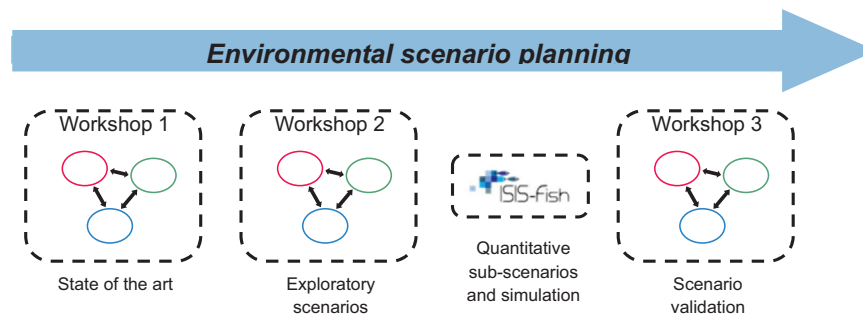 Environmental scenario planning
Workshop 1
Workshop 2
Workshop 3
ISIS-fish
State of the art
Exploratory
scenarios
Quantitative
sub-scenarios
and simulation
Scenario
validation